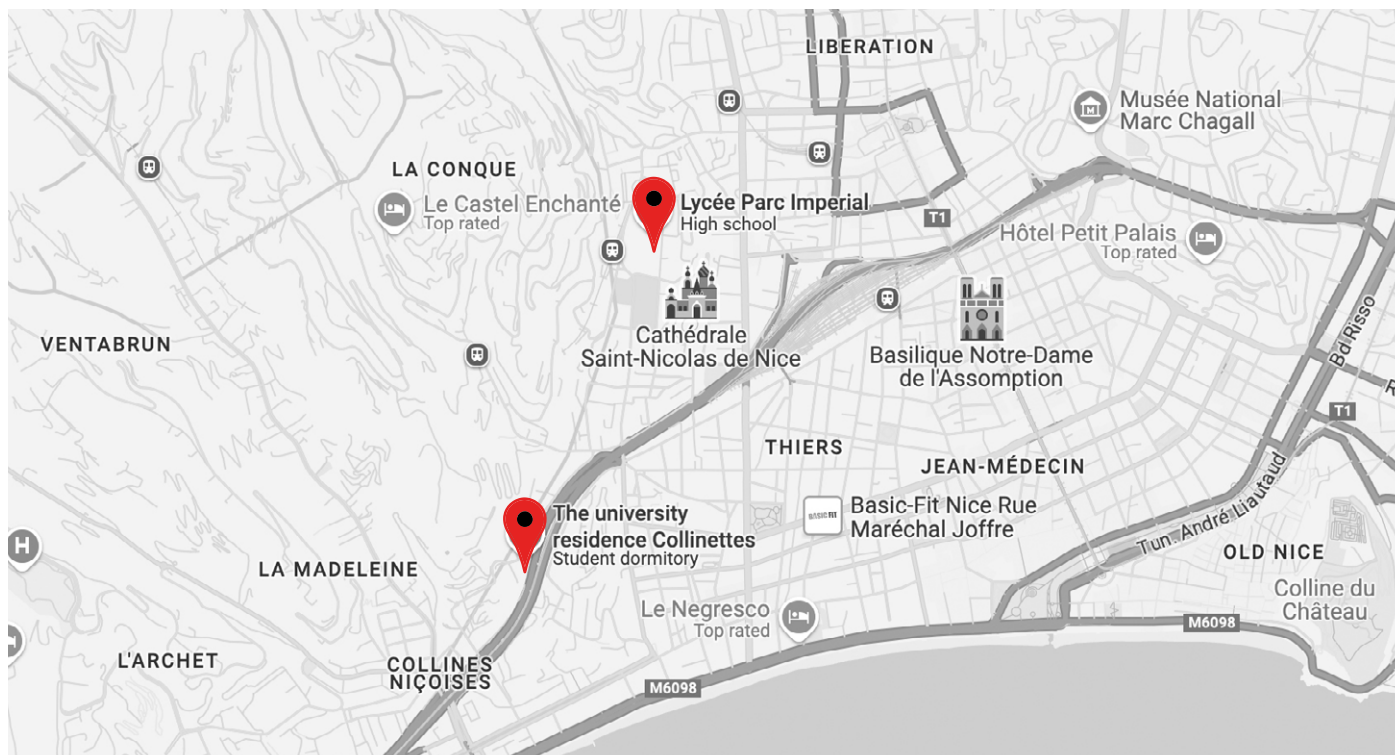 LIBERATION
Musée National
Marc Chagall
LA CONQUE
Le Castel Enchanté
Top rated
Lycée Parc Imperial
High school
T1
Hôtel Petit Palais
Top rated
Cathédrale
Saint-Nicolas de Nice
Basilique Notre-Dame
de l'Assomption
VENTABRUN
Bd Risso
R
T1
THIERS
JEAN-MÉDECIN
The university
residence Collinettes
Student dormitory
BASIC FIT
Basic-Fit Nice Rue
Maréchal Joffre
Tun. André Liautaud
OLD NICE
H
LA MADELEINE
Colline du
Château
Le Negresco
Top rated
M6098
L'ARCHET
COLLINES
NIÇOISES
M6098